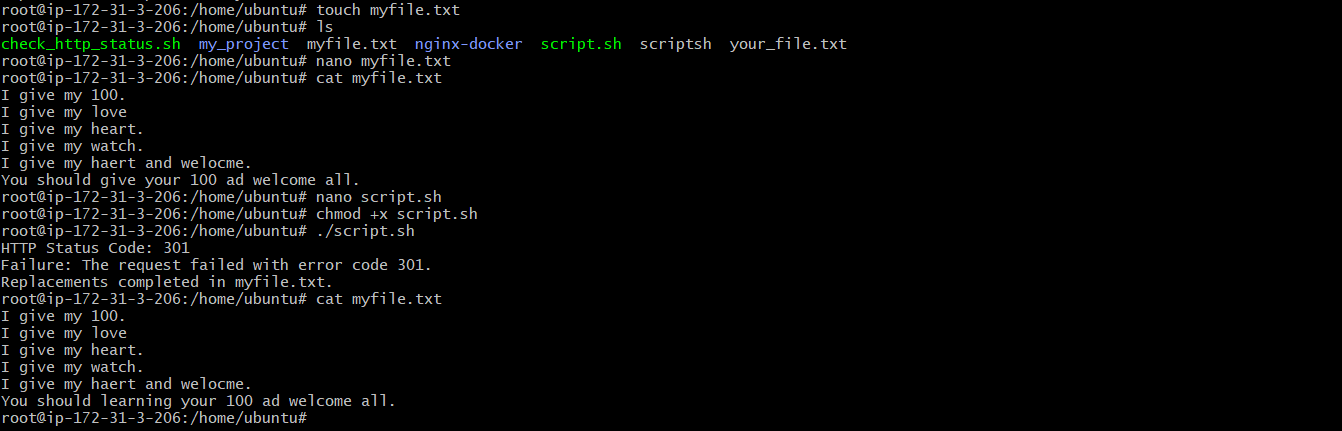 root@ip-172-31-3-206:/home/ubuntu# touch myfile.txt
root@ip-172-31-3-206:/home/ubuntu# ls
check_http_status.sh  my_project  myfile.txt  nginx-docker  script.sh  scriptsh  your_file.txt
root@ip-172-31-3-206:/home/ubuntu# nano myfile.txt
root@ip-172-31-3-206:/home/ubuntu# cat myfile.txt
I give my 100.
I give my love
I give my heart.
I give my watch.
I give my haert and welocme.
You should give your 100 ad welcome all.
root@ip-172-31-3-206:/home/ubuntu# nano script.sh
root@ip-172-31-3-206:/home/ubuntu# chmod +x script.sh
root@ip-172-31-3-206:/home/ubuntu# ./script.sh
HTTP Status Code: 301
Failure: The request failed with error code 301.
Replacements completed in myfile.txt.
root@ip-172-31-3-206:/home/ubuntu# cat myfile.txt
I give my 100.
I give my love
I give my heart.
I give my watch.
I give my haert and welocme.
You should learning your 100 ad welcome all.
root@ip-172-31-3-206:/home/ubuntu#